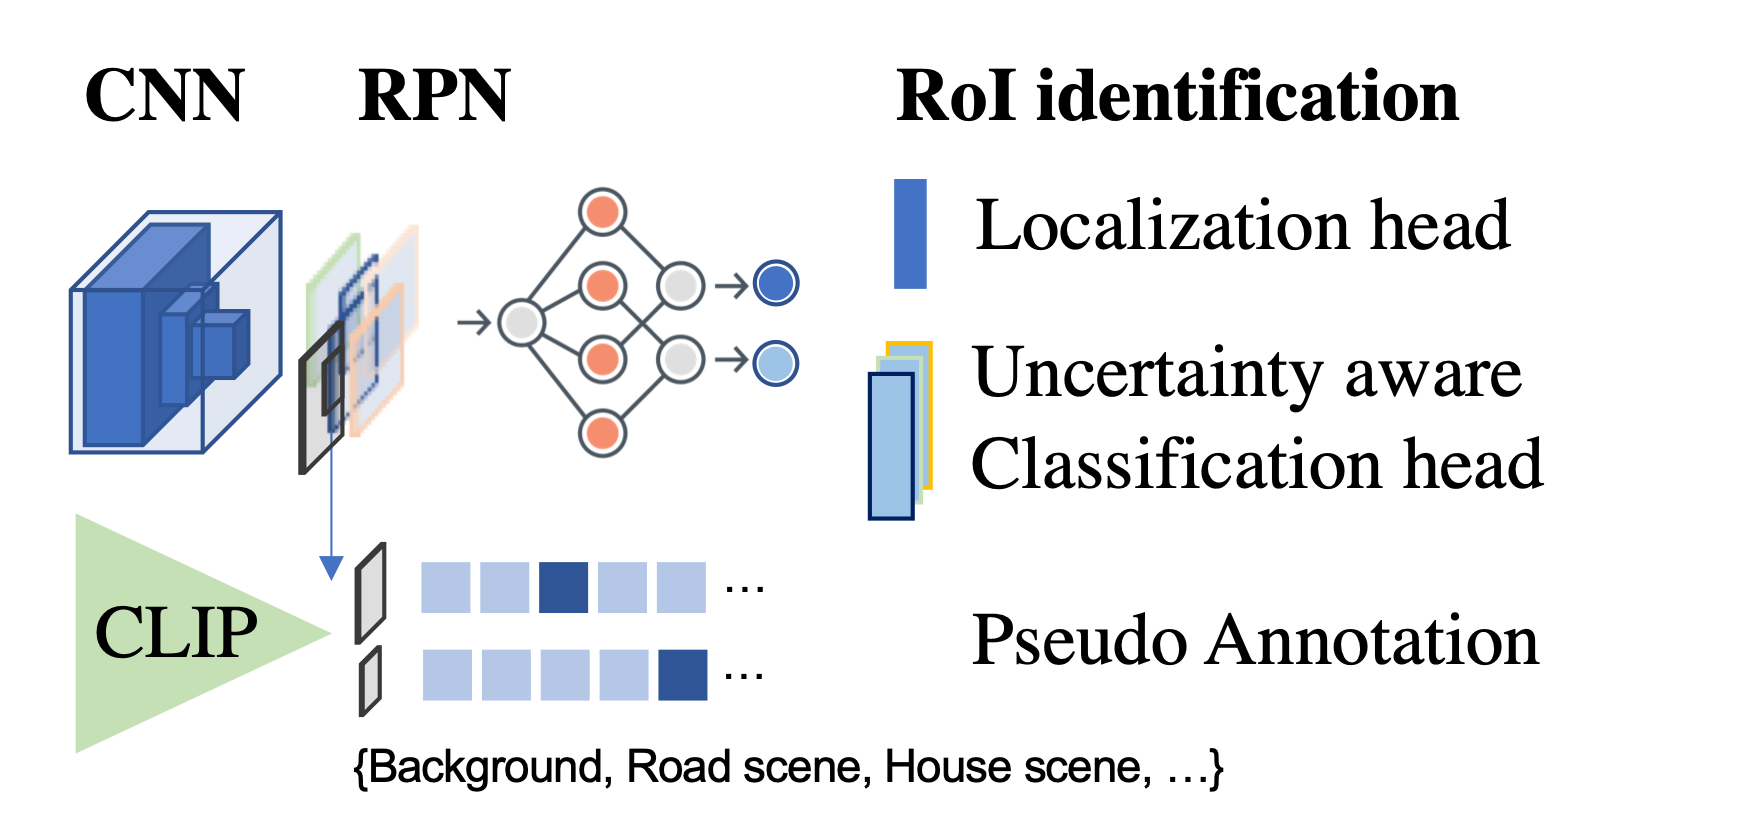 CNN
RPN
RoI identification
Localization head
Uncertainty aware
Classification head
CLIP
...
...
Pseudo Annotation
{Background, Road scene, House scene, ...}